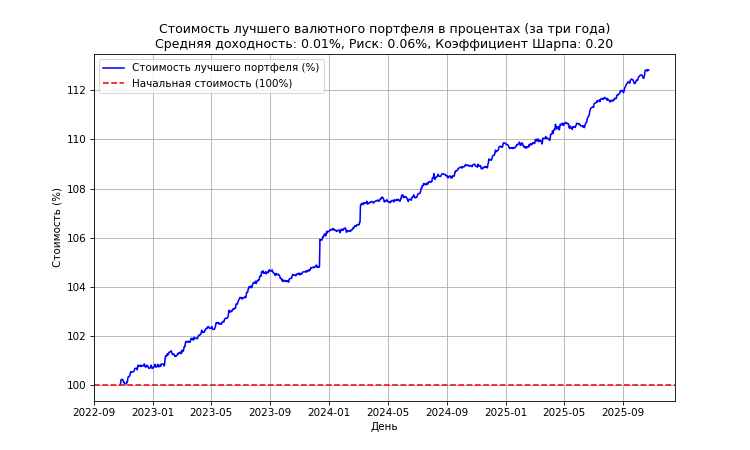 Стоимость лучшего валютного портфеля в процентах (за три года)
Средняя доходность: 0.01%, Риск: 0.06%, Коэффициент Шарпа: 0.20
Стоимость лучшего портфеля (%)
Начальная стоимость (100%)
Стоимость (%)
112
110
108
106
104
102
100
2022-09 2023-01 2023-05 2023-09 2024-01 2024-05 2024-09 2025-01 2025-05 2025-09
День